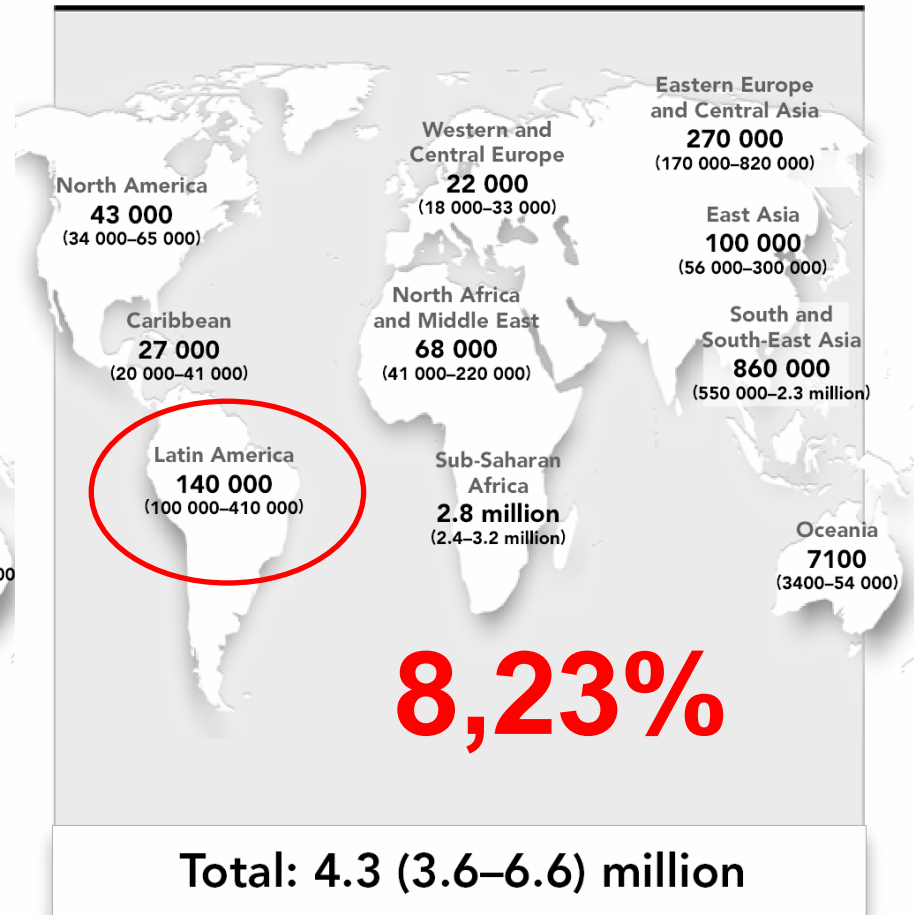 Eastern Europe
and Central Asia
270 000
(170 000–820 000)
Western and
Central Europe
22 000
(18 000–33 000)
North America
43 000
(34 000–65 000)
East Asia
100 000
(56 000–300 000)
North Africa
and Middle East
68 000
(41 000–220 000)
Caribbean
27 000
(20 000–41 000)
South and
South-East Asia
860 000
(550 000–2.3 million)
Latin America
140 000
(100 000–410 000)
Sub-Saharan
Africa
2.8 million
(2.4–3.2 million)
Oceania
7100
(3400–54 000)
8,23%
Total: 4.3 (3.6–6.6) million